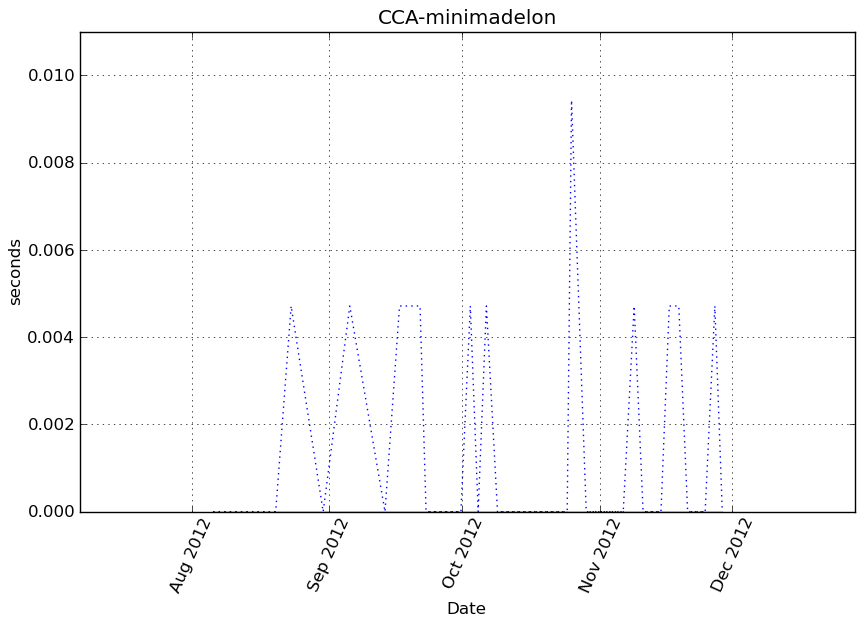 CCA-minimadelon
0.010
0.008
0.006
0.004
0.002
0.000
seconds
Aug 2012
Sep 2012
Oct 2012
Nov 2012
Dec 2012
Date